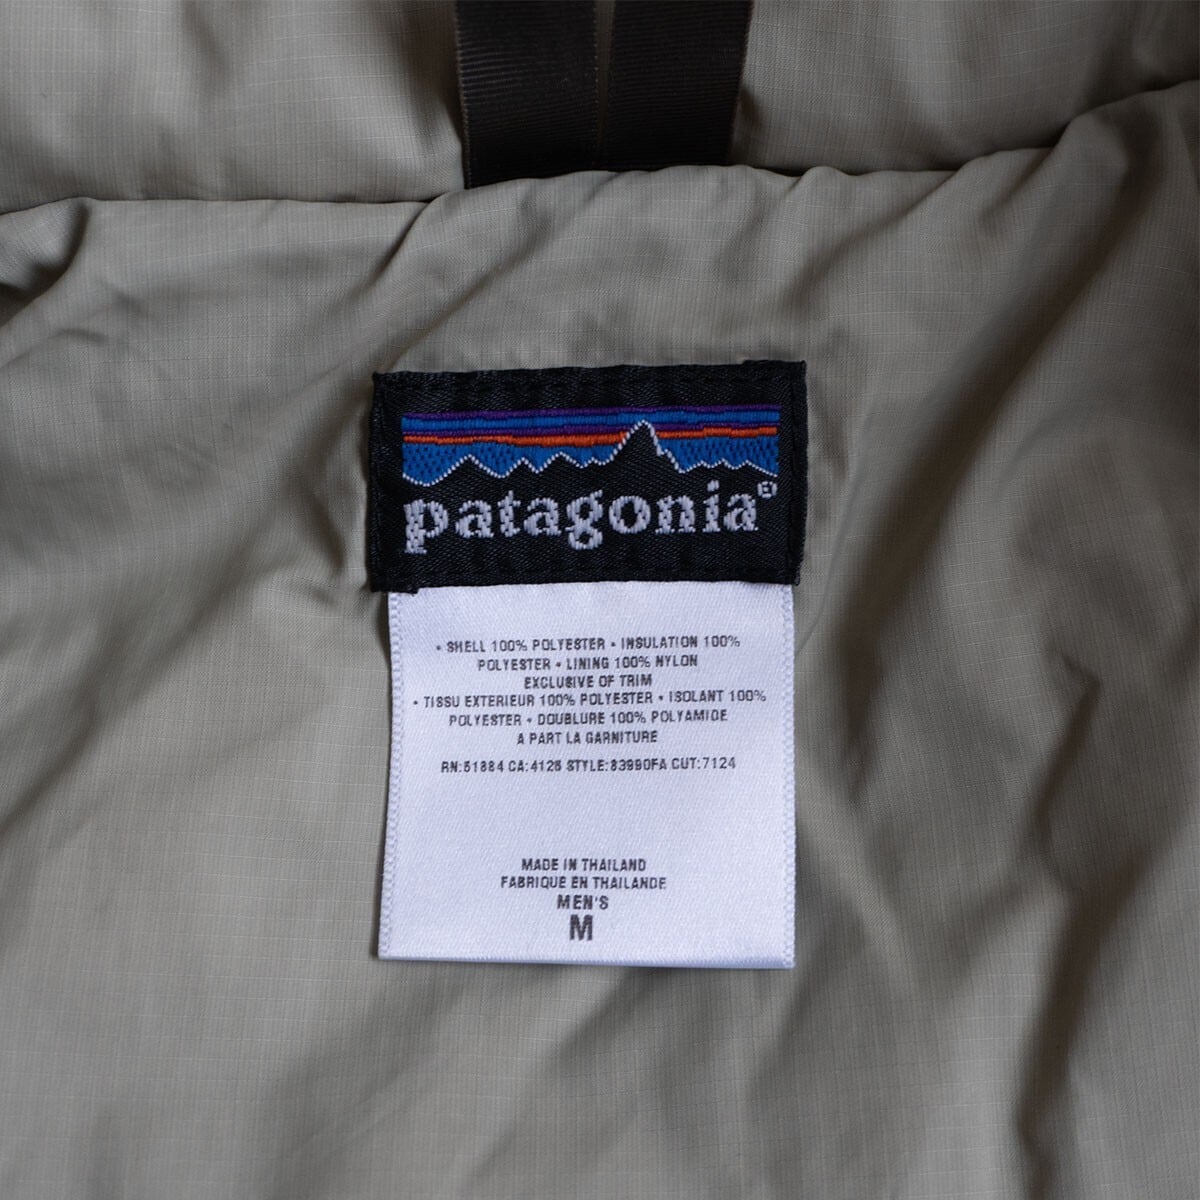 patagonia®
• SHELL 100% POLYESTER • INSULATION 100%
POLYESTER • LINING 100% NYLON
EXCLUSIVE OF TRIM
• TISSU EXTERIEUR 100% POLYESTER • ISOLANT 100%
POLYESTER • DOUBLURE 100% POLYAMIDE
A PART LA GARNITURE
RN:51884 CA:4125 STYLE:83990FA CUT:7124
MADE IN THAILAND
FABRIQUE EN THAILANDE
MEN'S
M